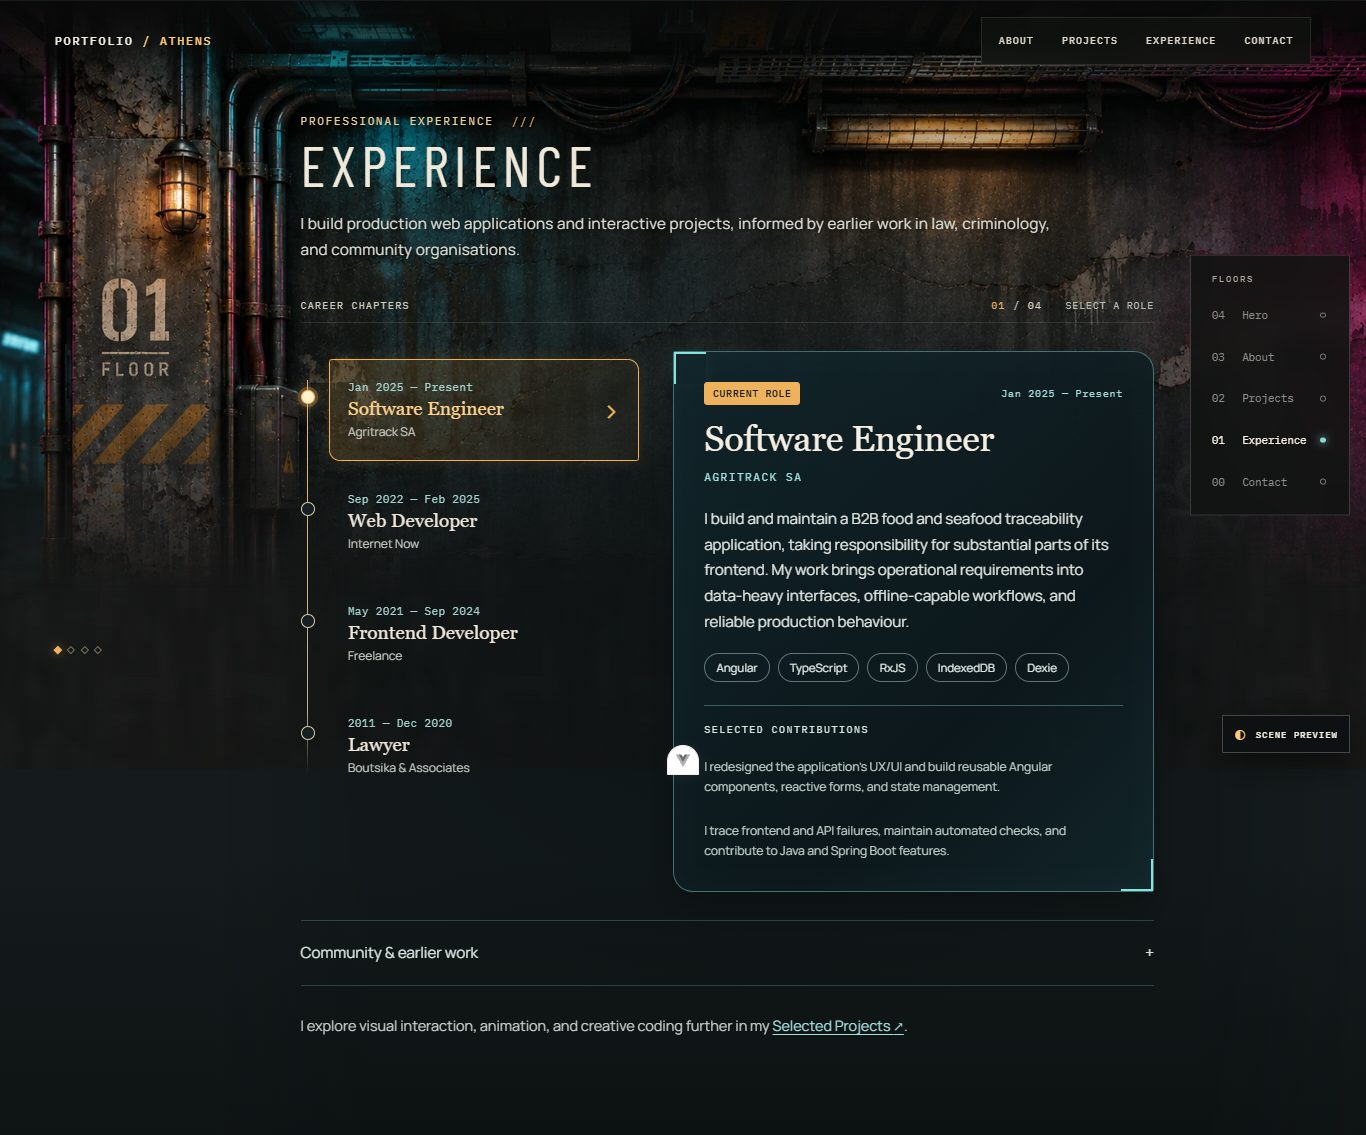 PORTFOLIO / ATHENS
ABOUT PROJECTS EXPERIENCE CONTACT
PROFESSIONAL EXPERIENCE ///
EXPERIENCE
I build production web applications and interactive projects, informed by earlier work in law, criminology,
and community organisations.
01
FLOOR
CAREER CHAPTERS
01 / 04 SELECT A ROLE
Jan 2025 — Present
Software Engineer
Agritrack SA
Sep 2022 — Feb 2025
Web Developer
Internet Now
May 2021 — Sep 2024
Frontend Developer
Freelance
2011 — Dec 2020
Lawyer
Boutsika & Associates
CURRENT ROLE
Jan 2025 — Present
Software Engineer
AGRITRACK SA
I build and maintain a B2B food and seafood traceability
application, taking responsibility for substantial parts of its
frontend. My work brings operational requirements into
data-heavy interfaces, offline-capable workflows, and
reliable production behaviour.
Angular TypeScript RxJS IndexedDB Dexie
SELECTED CONTRIBUTIONS
I redesigned the application's UX/UI and build reusable Angular
components, reactive forms, and state management.
I trace frontend and API failures, maintain automated checks, and
contribute to Java and Spring Boot features.
FLOORS
04 Hero
03 About
02 Projects
01 Experience
00 Contact
SCENE PREVIEW
Community & earlier work +
I explore visual interaction, animation, and creative coding further in my Selected Projects ↗.